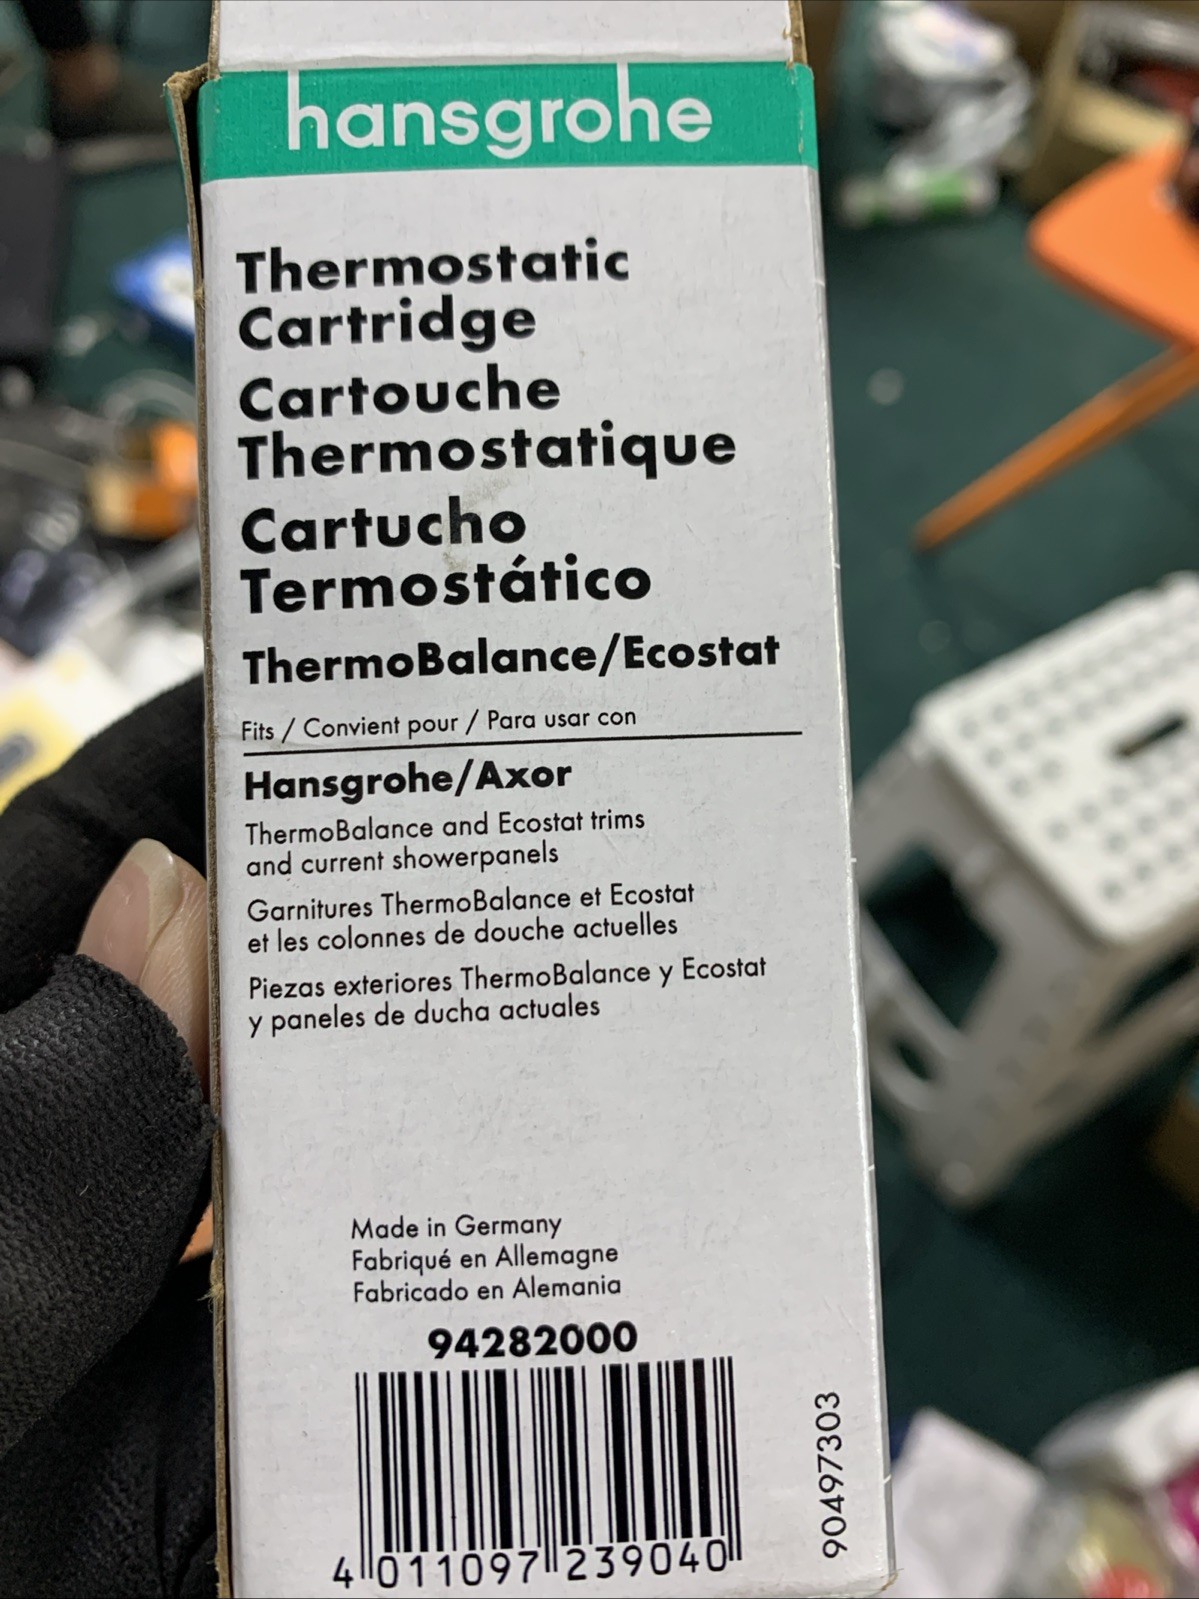 hansgrohe
Thermostatic
Cartridge
Cartouche
Thermostatique
Cartucho
Termostático
ThermoBalance/Ecostat
Fits / Convient pour / Para usar con
Hansgrohe/Axor
ThermoBalance and Ecostat trims
and current showerpanels
Garnitures ThermoBalance et Ecostat
et les colonnes de douche actuelles
Piezas exteriores ThermoBalance y Ecostat
y paneles de ducha actuales
Made in Germany
Fabriqué en Allemagne
Fabricado en Alemania
94282000
4 011097 239040
90497303